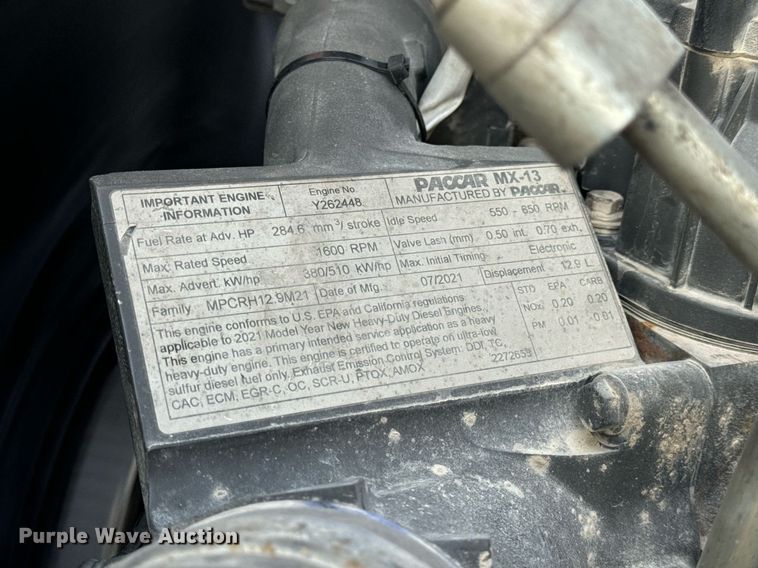 IMPORTANT ENGINE INFORMATION Engine No. Y262448 PACCAR MX-13 MANUFACTURED BY PACCAR
Fuel Rate at Adv. HP 284.6 mm³/ stroke Idle Speed 550 - 650 RPM
Max. Rated Speed 1600 RPM Valve Lash (mm) 0.50 int. 0.70 exh.
Max. Advert. kW/hp 380/510 kW/hp Max. Initial Timing Electronic
Family MPCRH12.9M21 Date of Mfg. 07/2021 Displacement 12.9 L
This engine conforms to U.S. EPA and California regulations
applicable to 2021 Model Year New Heavy-Duty Diesel Engines.
This engine has a primary intended service application as a heavy
heavy-duty engine. This engine is certified to operate on ultra-low
sulfur diesel fuel only. Exhaust Emission Control System: DDI, TC,
CAC, ECM, EGR-C, OC, SCR-U, PTOX, AMOX
STD EPA CARB
NOx 0.20 0.20
PM 0.01 0.01
2272653
Purple Wave Auction